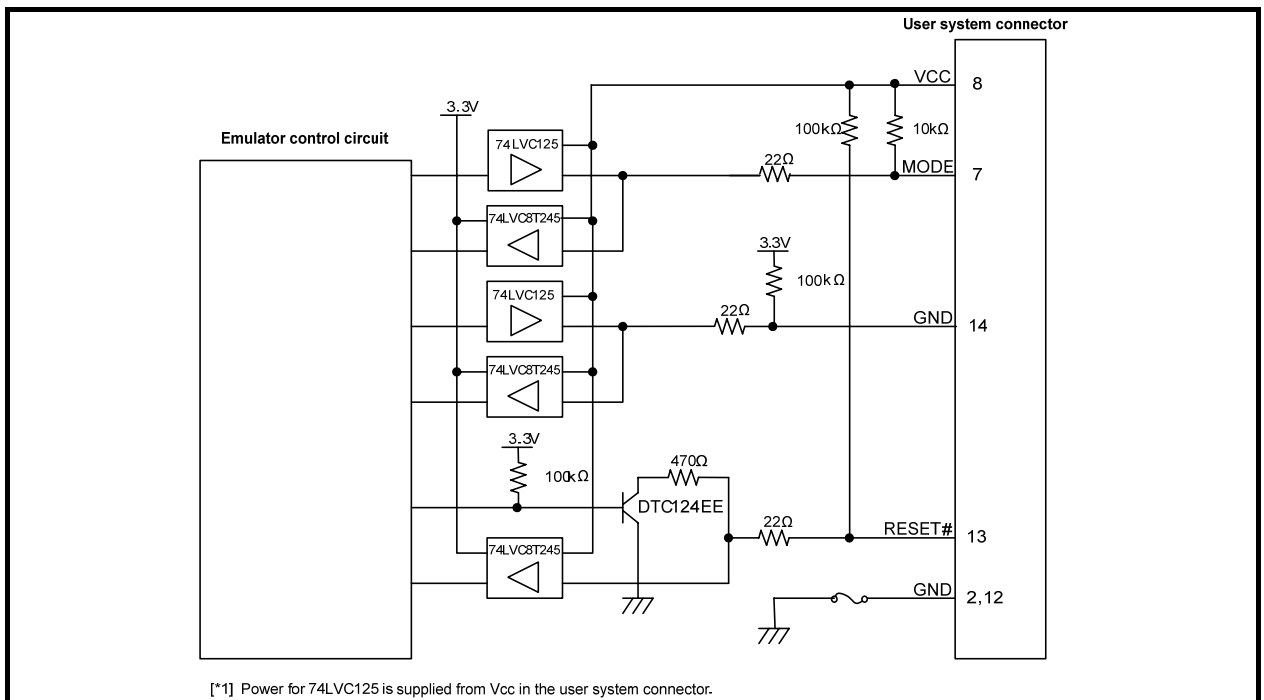 User system connector
VCC
8
3.3V
100kΩ
10kΩ
Emulator control circuit
74LVC125
22Ω
MODE
7
74LVC8T245
3.3V
100kΩ
74LVC125
22Ω
GND
14
74LVC8T245
3.3V
100kΩ
470Ω
DTC124EE
22Ω
RESET#
13
74LVC8T245
GND
2,12
[*1] Power for 74LVC125 is supplied from Vcc in the user system connector.